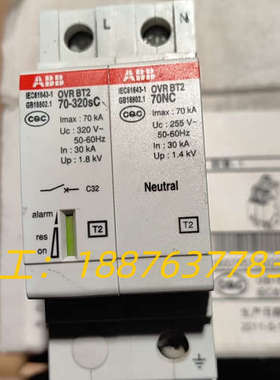 L N
ABB
IEC61643-1
GB18802.1
OVR BT2
70-320sC
CQC
Imax : 70 kA
Uc : 320 V~
50-60Hz
In : 30 kA
Up : 1.8 kV
C32
alarm
res
on
T2
ABB
IEC61643-1
GB18802.1
OVR BT2
70NC
CQC
Imax : 70 kA
Uc : 255 V~
50-60Hz
In : 30 kA
Up : 1.4 kV
Neutral
T2
工：18876377